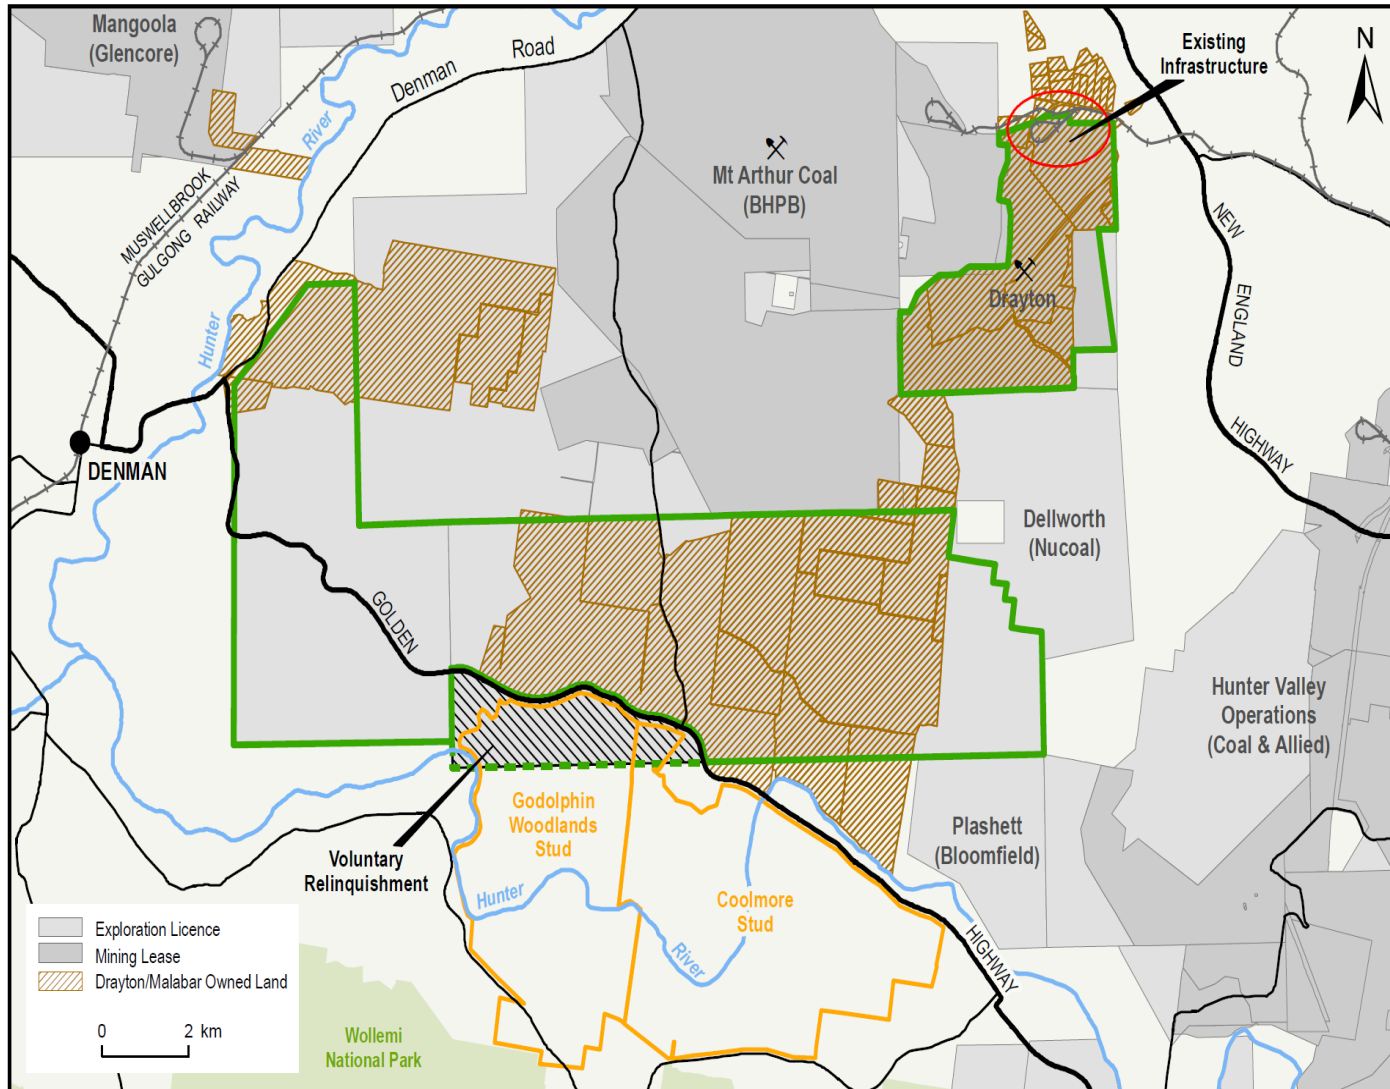 Mangoola
(Glencore)
Denman
Road
River
Existing
Infrastructure
N
MUSWELLBROOK
GULGONG RAILWAY
Mt Arthur Coal
(BHPB)
NEW
ENGLAND
HIGHWAY
Drayton
Hunter
DENMAN
Dellworth
(Nucoal)
GOLDEN
Hunter Valley
Operations
(Coal & Allied)
Godolphin
Woodlands
Stud
Plashett
(Bloomfield)
Voluntary
Relinquishment
Hunter
River
Coolmore
Stud
HIGHWAY
Exploration Licence
Mining Lease
Drayton/Malabar Owned Land
0 2 km
Wollemi
National Park